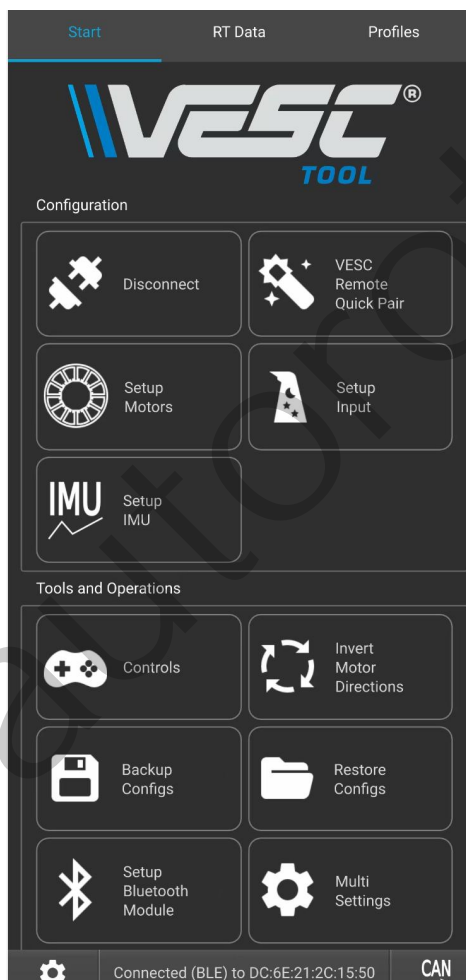 Start
RT Data
Profiles
VESC®
TOOL
Configuration
Disconnect
VESC
Remote
Quick Pair
Setup
Motors
Setup
Input
IMU
Setup
IMU
Tools and Operations
Controls
Invert
Motor
Directions
Backup
Configs
Restore
Configs
Setup
Bluetooth
Module
Multi
Settings
Connected (BLE) to DC:6E:21:2C:15:50
CAN